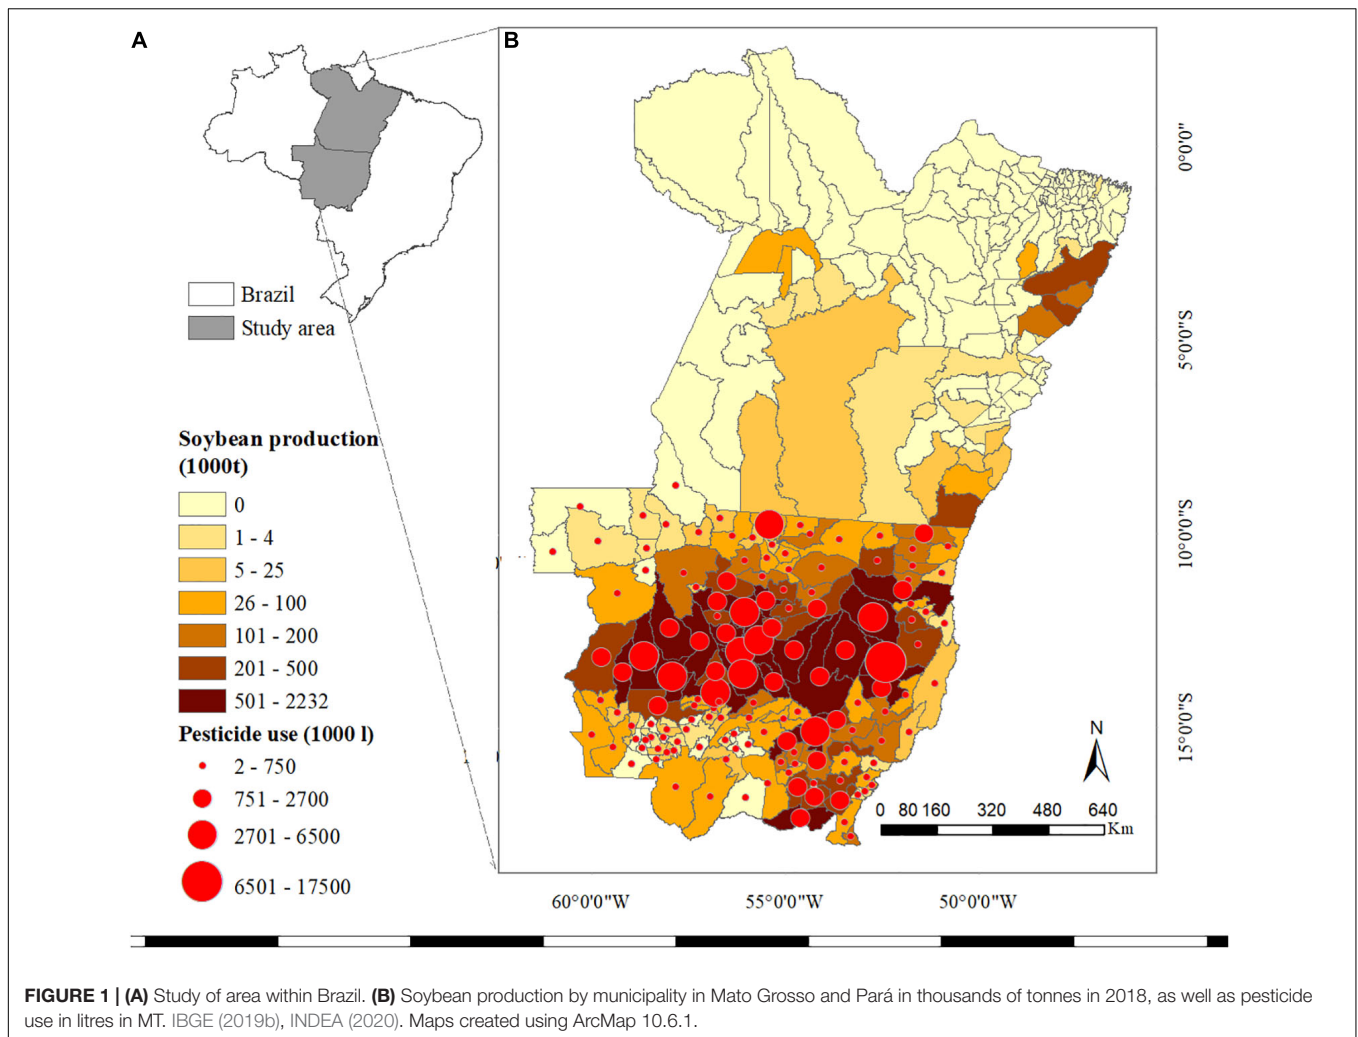 A
B
Brazil
Study area
Soybean production
(1000t)
0
1 - 4
5 - 25
26 - 100
101 - 200
201 - 500
501 - 2232
Pesticide use (1000 l)
2 - 750
751 - 2700
2701 - 6500
6501 - 17500
0°0'0"
5°0'0"S
10°0'0"S
15°0'0"S
N
0 80 160 320 480 640
Km
60°0'0"W 55°0'0"W 50°0'0"W
FIGURE 1 | (A) Study of area within Brazil. (B) Soybean production by municipality in Mato Grosso and Pará in thousands of tonnes in 2018, as well as pesticide
use in litres in MT. IBGE (2019b), INDEA (2020). Maps created using ArcMap 10.6.1.